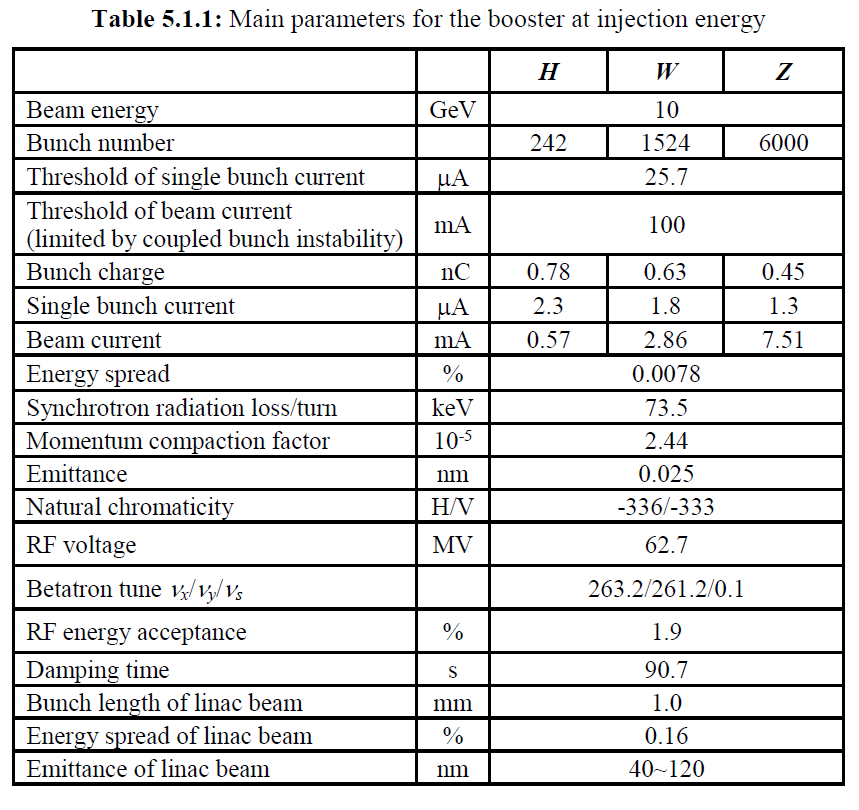 Table 5.1.1: Main parameters for the booster at injection energy
H W Z
Beam energy GeV 10
Bunch number 242 1524 6000
Threshold of single bunch current μA 25.7
Threshold of beam current
(limited by coupled bunch instability) mA 100
Bunch charge nC 0.78 0.63 0.45
Single bunch current μA 2.3 1.8 1.3
Beam current mA 0.57 2.86 7.51
Energy spread % 0.0078
Synchrotron radiation loss/turn keV 73.5
Momentum compaction factor 10⁻⁵ 2.44
Emittance nm 0.025
Natural chromaticity H/V -336/-333
RF voltage MV 62.7
Betatron tune νx/νy/νs 263.2/261.2/0.1
RF energy acceptance % 1.9
Damping time s 90.7
Bunch length of linac beam mm 1.0
Energy spread of linac beam % 0.16
Emittance of linac beam nm 40~120